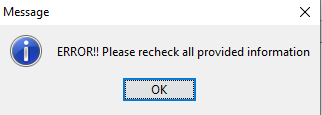 Message
ERROR!! Please recheck all provided information
OK